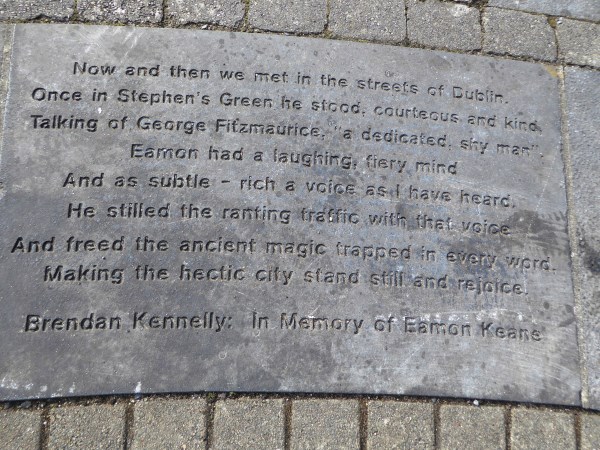 Now and then we met in the streets of Dublin.
Once in Stephen's Green he stood, courteous and kind,
Talking of George Fitzmaurice, "a dedicated, shy man".
Eamon had a laughing, fiery mind
And as subtle - rich a voice as I have heard.
He stilled the ranting traffic with that voice
And freed the ancient magic trapped in every word.
Making the hectic city stand still and rejoice.
Brendan Kennelly: In Memory of Eamon Keane